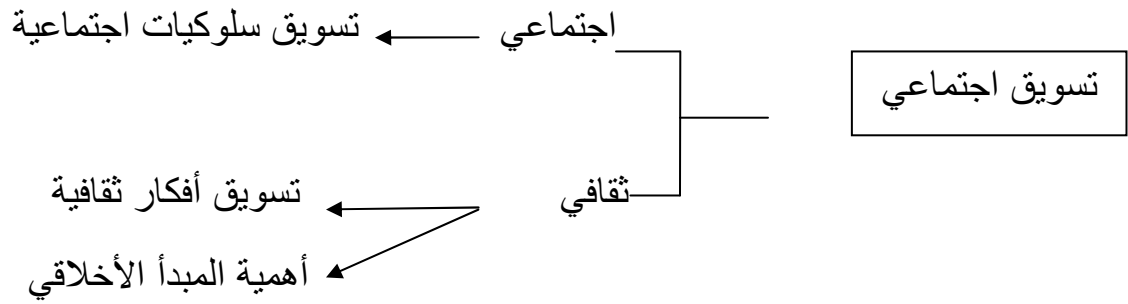 تسويق اجتماعي
اجتماعي
تسويق سلوكيات اجتماعية
ثقافي
تسويق أفكار ثقافية
أهمية المبدأ الأخلاقي